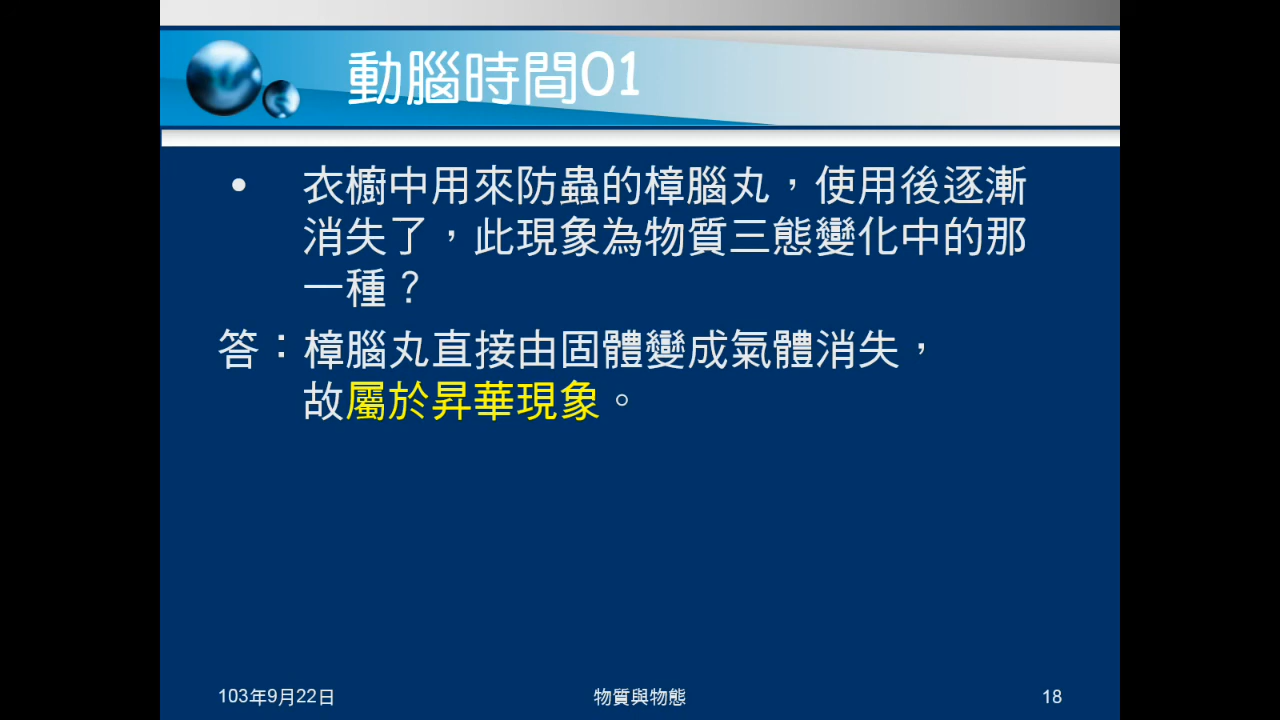 動腦時間01
• 衣櫥中用來防蟲的樟腦丸，使用後逐漸
消失了，此現象為物質三態變化中的那
一種？
答：樟腦丸直接由固體變成氣體消失，
故屬於昇華現象。
103年9月22日
物質與物態
18